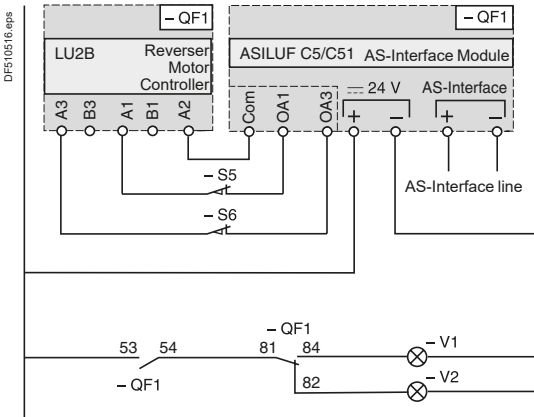 DF510516.eps
– QF1
– QF1
LU2B
Reverser
Motor
Controller
ASILUF C5/C51 AS-Interface Module
24 V
AS-Interface
A3
B3
A1
B1
A2
Com
OA1
OA3
+
–
+
–
– S5
AS-Interface line
– S6
– QF1
53 54
81 84
– V1
– QF1
82
– V2